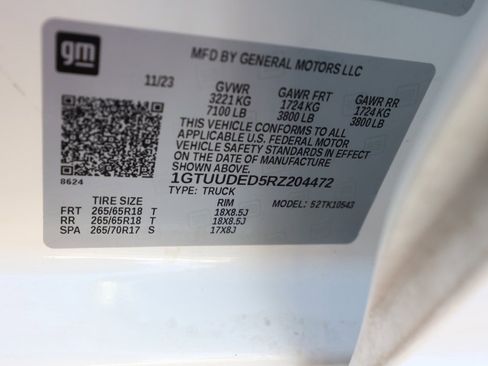 gm
MFD BY GENERAL MOTORS LLC
11/23 GVWR GAWR FRT GAWR RR
3221 KG 1724 KG 1724 KG
7100 LB 3800 LB 3800 LB
THIS VEHICLE CONFORMS TO ALL
APPLICABLE U.S. FEDERAL MOTOR
VEHICLE SAFETY STANDARDS IN EFFECT
ON THE DATE OF MANUFACTURE
SHOWN ABOVE.
8624 1GTUUDED5RZ204472
TYPE: TRUCK MODEL: 52TK10543
TIRE SIZE RIM
FRT 265/65R18 T 18X8.5J
RR 265/65R18 T 18X8.5J
SPA 265/70R17 S 17X8J